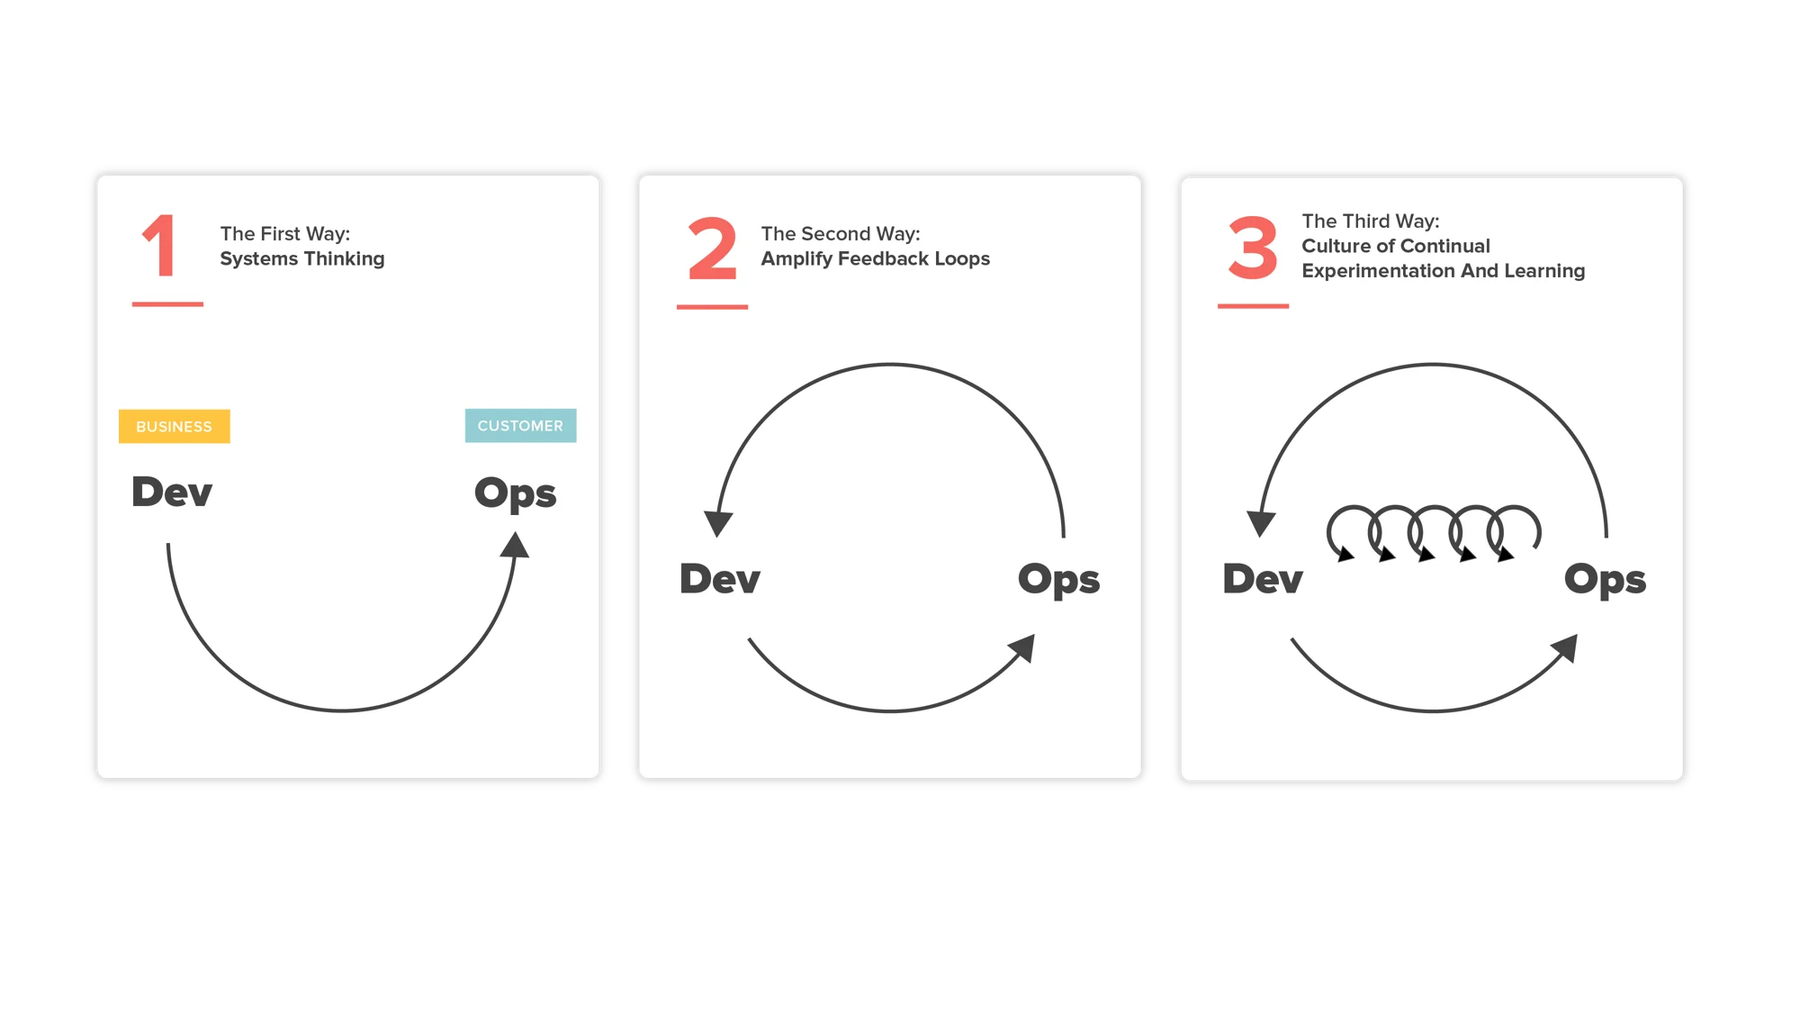 1
The First Way:
Systems Thinking
BUSINESS
CUSTOMER
Dev
Ops
2
The Second Way:
Amplify Feedback Loops
Dev
Ops
3
The Third Way:
Culture of Continual
Experimentation And Learning
Dev
Ops